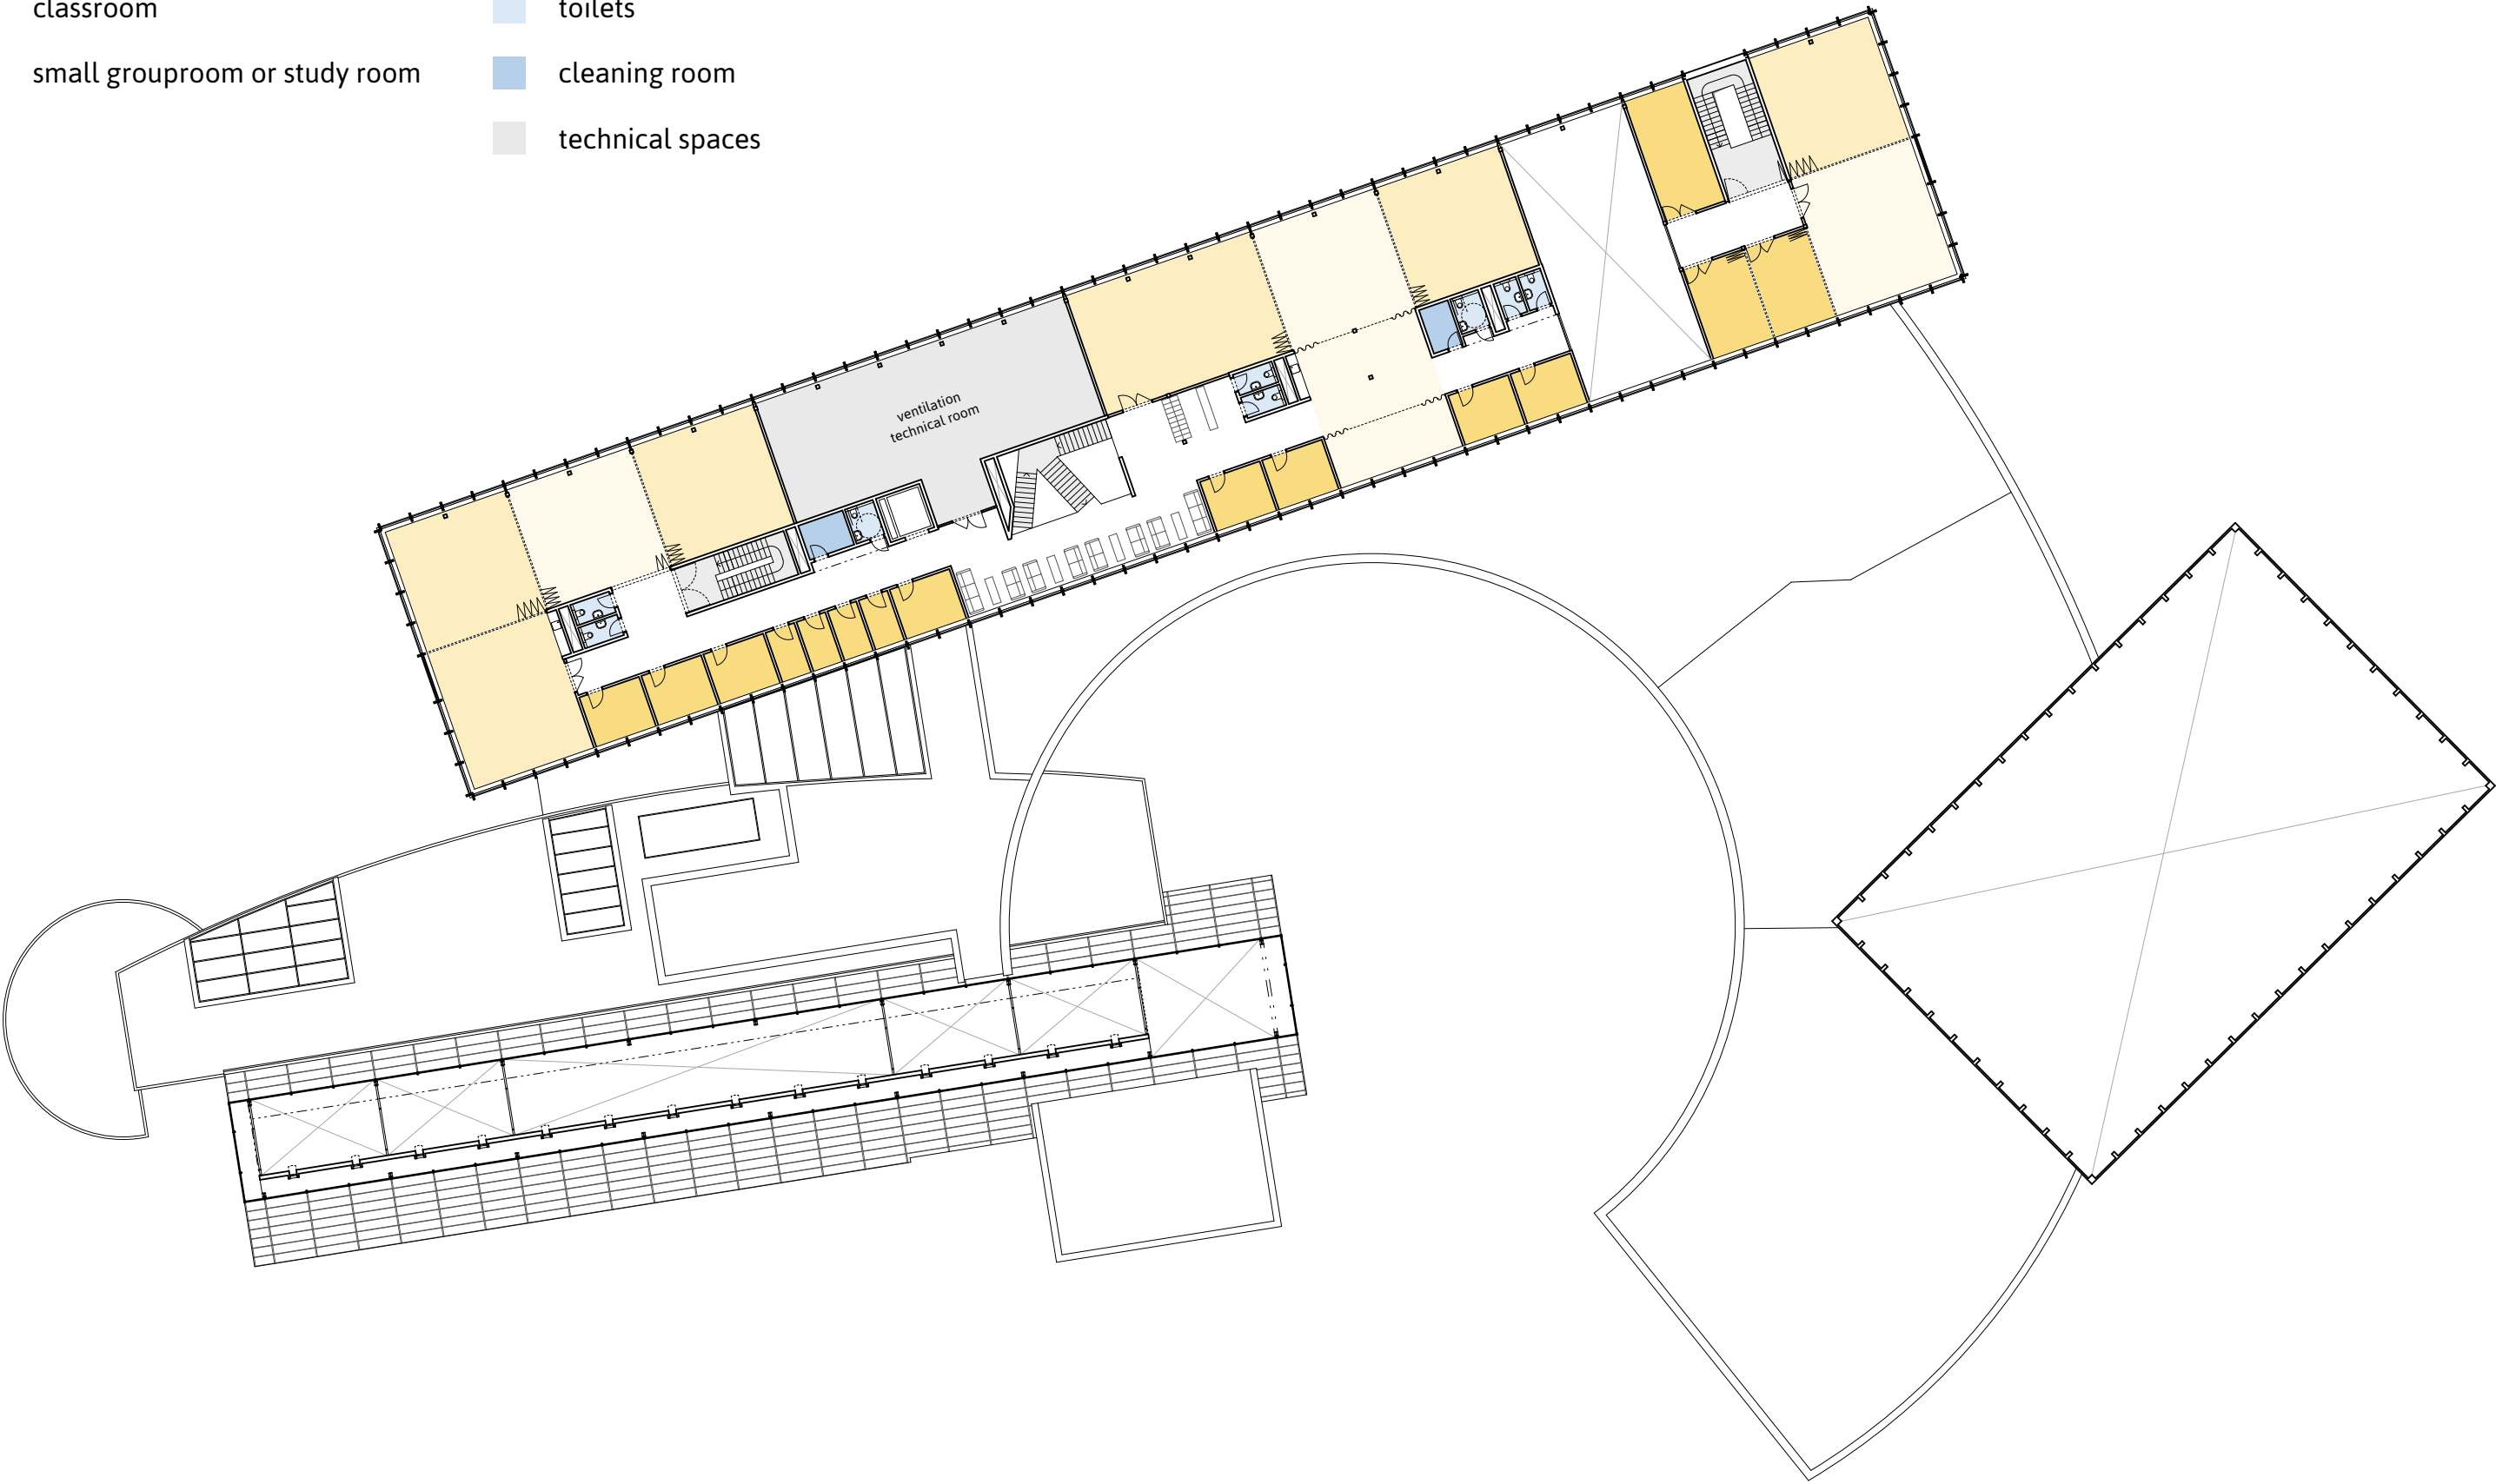 classroom
toilets
small grouproom or study room
cleaning room
technical spaces
ventilation
technical room